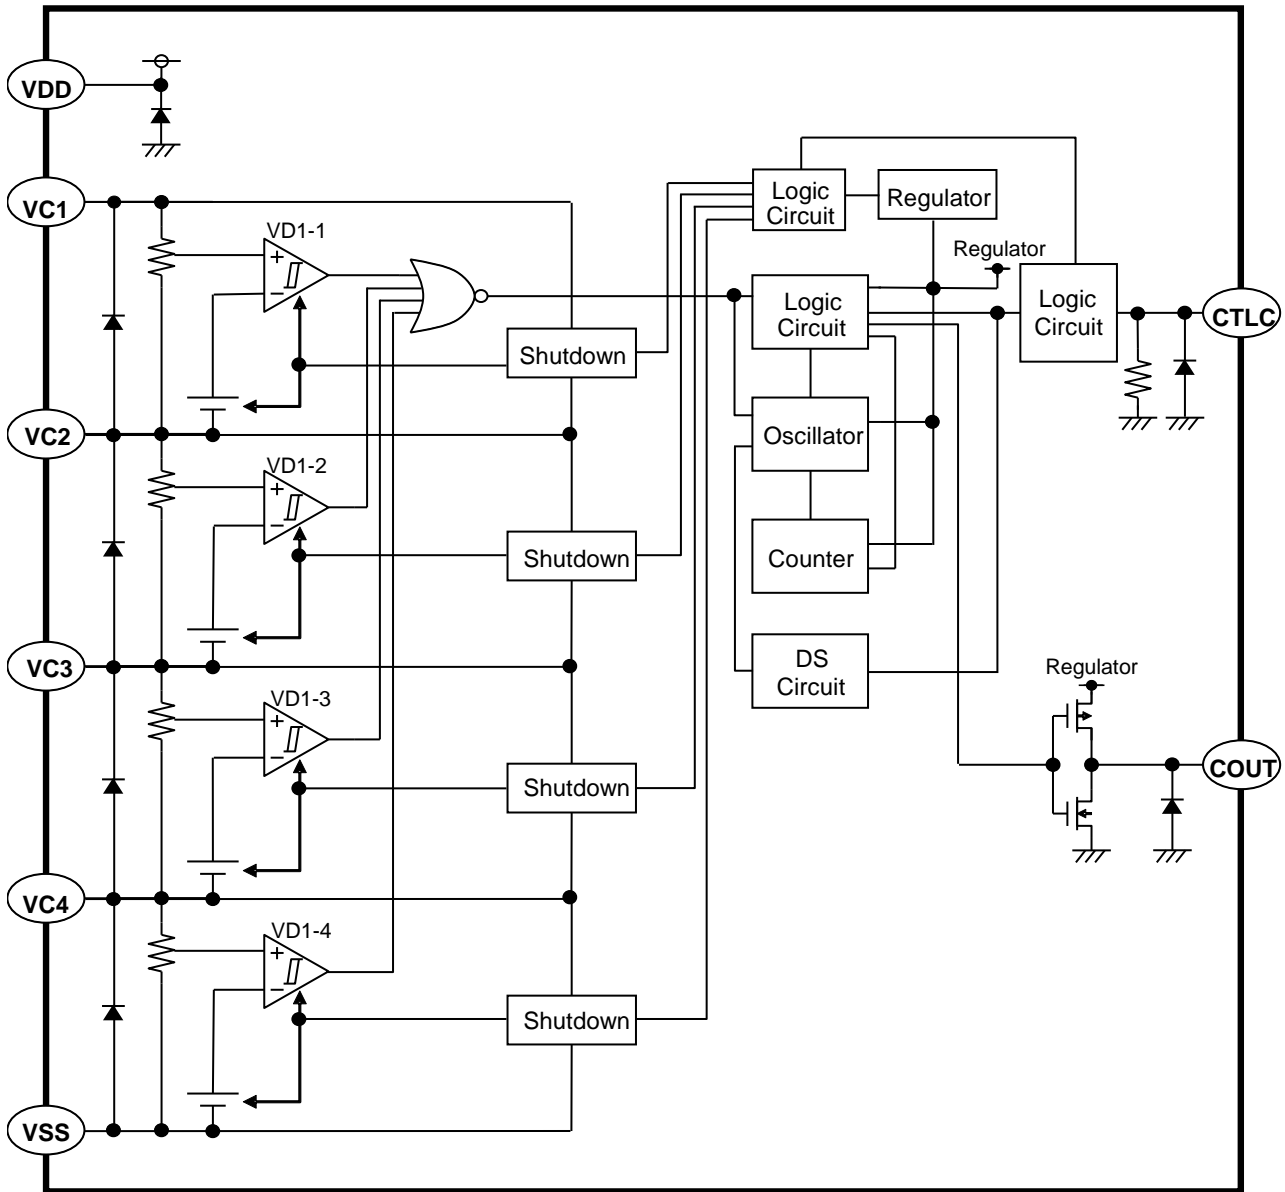 VDD
VC1
VD1-1
+
−
Logic
Circuit
Regulator
Regulator
Logic
Circuit
Logic
Circuit
CTLC
Shutdown
VC2
VD1-2
+
−
Oscillator
Shutdown
Counter
VC3
VD1-3
+
−
DS
Circuit
Regulator
COUT
Shutdown
VC4
VD1-4
+
−
Shutdown
VSS